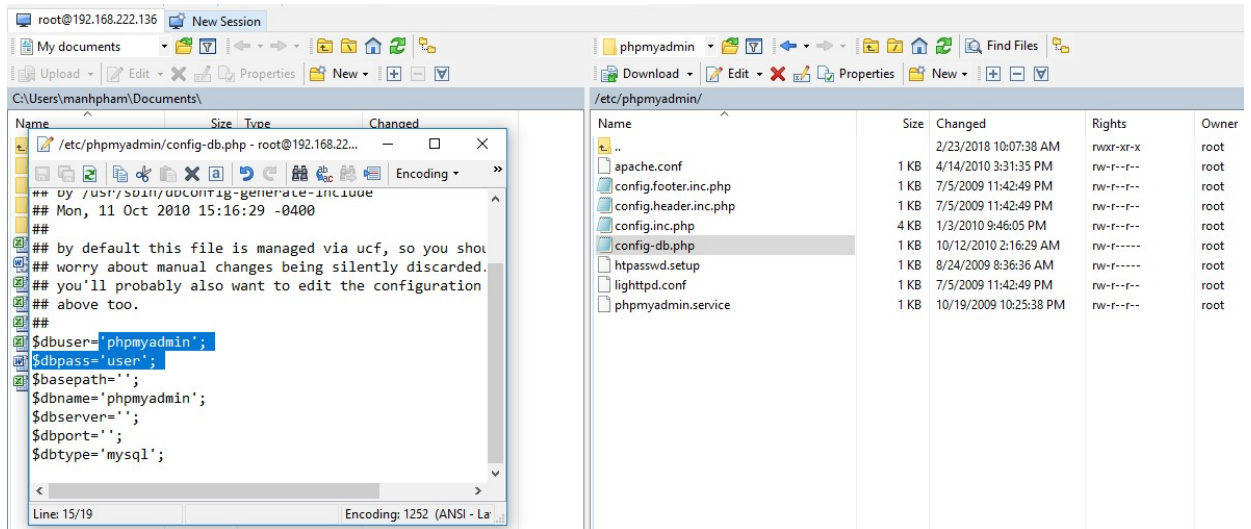 root@192.168.222.136 New Session
My documents
Upload Edit Properties New
C:\Users\manhpham\Documents\
Name Size Type Changed
/etc/phpmyadmin/config-db.php - root@192.168.22...
Encoding
## by /usr/sbin/dbconfig-generate-include
## Mon, 11 Oct 2010 15:16:29 -0400
##
## by default this file is managed via ucf, so you shou
## worry about manual changes being silently discarded.
## you'll probably also want to edit the configuration
## above too.
##
$dbuser='phpmyadmin';
$dbpass='user';
$basepath='';
$dbname='phpmyadmin';
$dbserver='';
$dbport='';
$dbtype='mysql';
Line: 15/19 Encoding: 1252 (ANSI - La
phpmyadmin Find Files
Download Edit Properties New
/etc/phpmyadmin/
Name Size Changed Rights Owner
.. 2/23/2018 10:07:38 AM rwxr-xr-x root
apache.conf 1 KB 4/14/2010 3:31:35 PM rw-r--r-- root
config.footer.inc.php 1 KB 7/5/2009 11:42:49 PM rw-r--r-- root
config.header.inc.php 1 KB 7/5/2009 11:42:49 PM rw-r--r-- root
config.inc.php 4 KB 1/3/2010 9:46:05 PM rw-r--r-- root
config-db.php 1 KB 10/12/2010 2:16:29 AM rw-r----- root
htpasswd.setup 1 KB 8/24/2009 8:36:36 AM rw-r----- root
lighttpd.conf 1 KB 7/5/2009 11:42:49 PM rw-r--r-- root
phpmyadmin.service 1 KB 10/19/2009 10:25:38 PM rw-r--r-- root